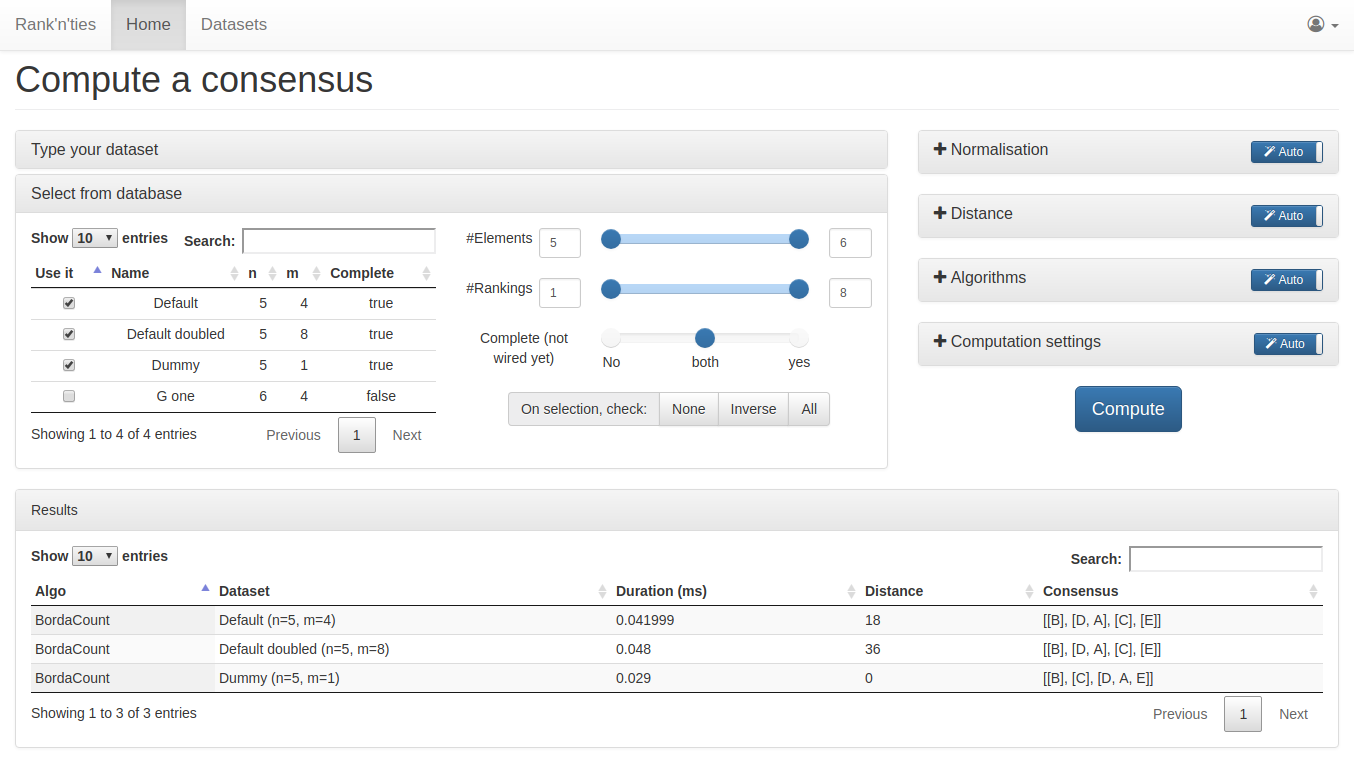 Rank'n'ties Home Datasets
Compute a consensus
Type your dataset
Select from database
Show 10 entries Search:
Use it Name n m Complete
Default 5 4 true
Default doubled 5 8 true
Dummy 5 1 true
G one 6 4 false
Showing 1 to 4 of 4 entries Previous 1 Next
#Elements 5 6
#Rankings 1 8
Complete (not
wired yet)
No both yes
On selection, check: None Inverse All
Normalisation Auto
Distance Auto
Algorithms Auto
Computation settings Auto
Compute
Results
Show 10 entries Search:
Algo Dataset Duration (ms) Distance Consensus
BordaCount Default (n=5, m=4) 0.041999 18 [[B], [D, A], [C], [E]]
BordaCount Default doubled (n=5, m=8) 0.048 36 [[B], [D, A], [C], [E]]
BordaCount Dummy (n=5, m=1) 0.029 0 [[B], [C], [D, A, E]]
Showing 1 to 3 of 3 entries Previous 1 Next